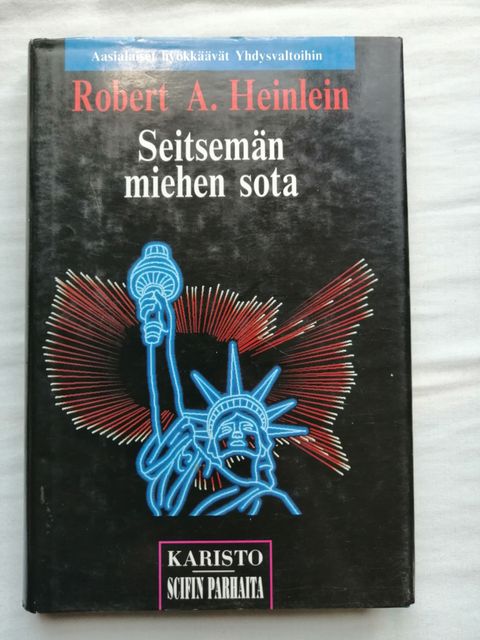 Aasialaiset hyökkäävät Yhdysvaltoihin
Robert A. Heinlein
Seitsemän
miehen sota
KARISTO
SCIFIN PARHAITA